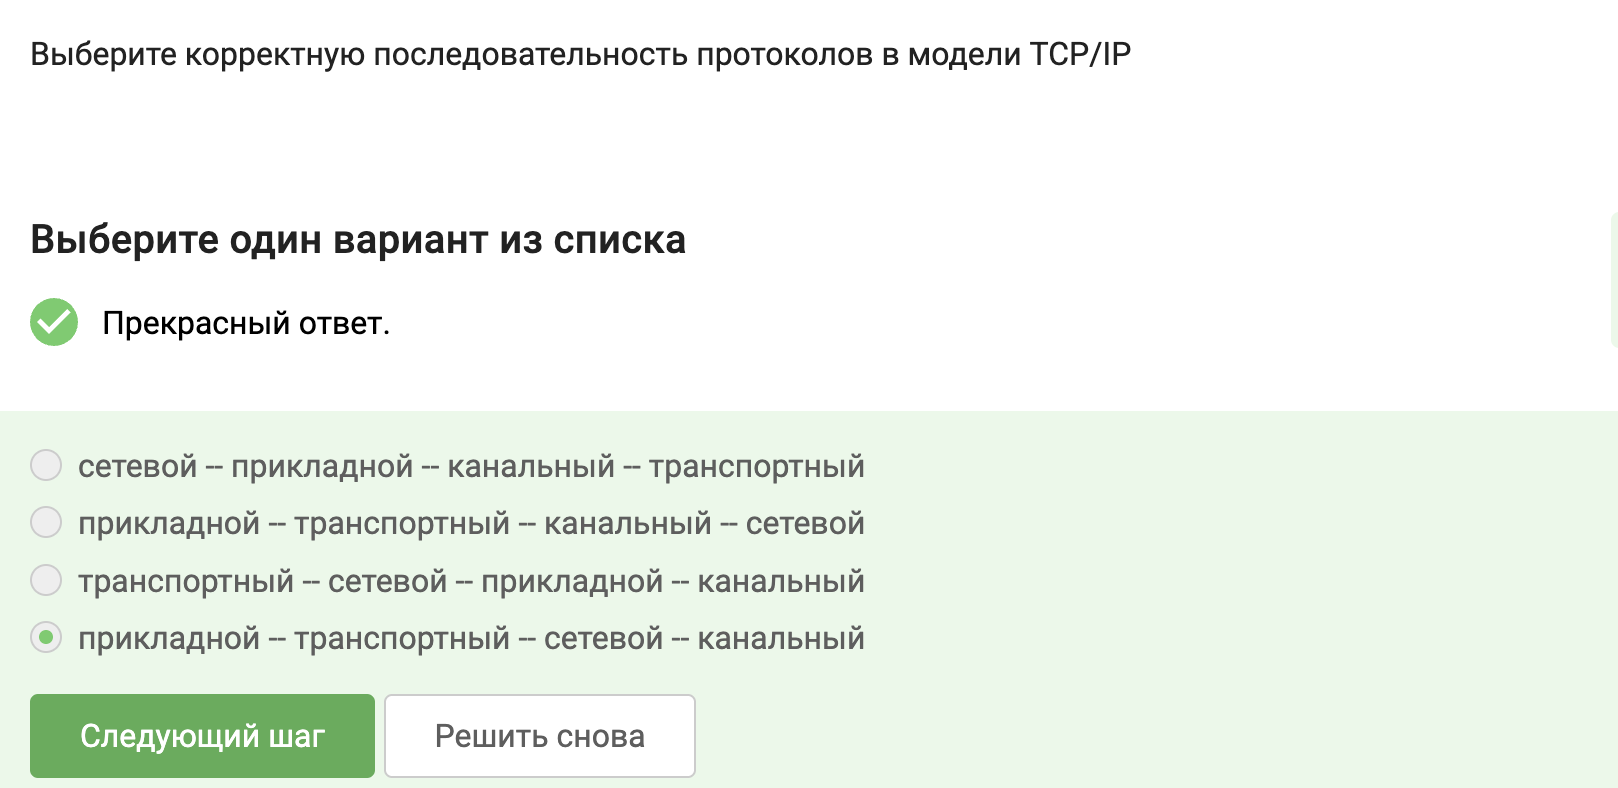 Выберите корректную последовательность протоколов в модели TCP/IP
Выберите один вариант из списка
Прекрасный ответ.
сетевой -- прикладной -- канальный -- транспортный
прикладной -- транспортный -- канальный -- сетевой
транспортный -- сетевой -- прикладной -- канальный
прикладной -- транспортный -- сетевой -- канальный
Следующий шаг
Решить снова